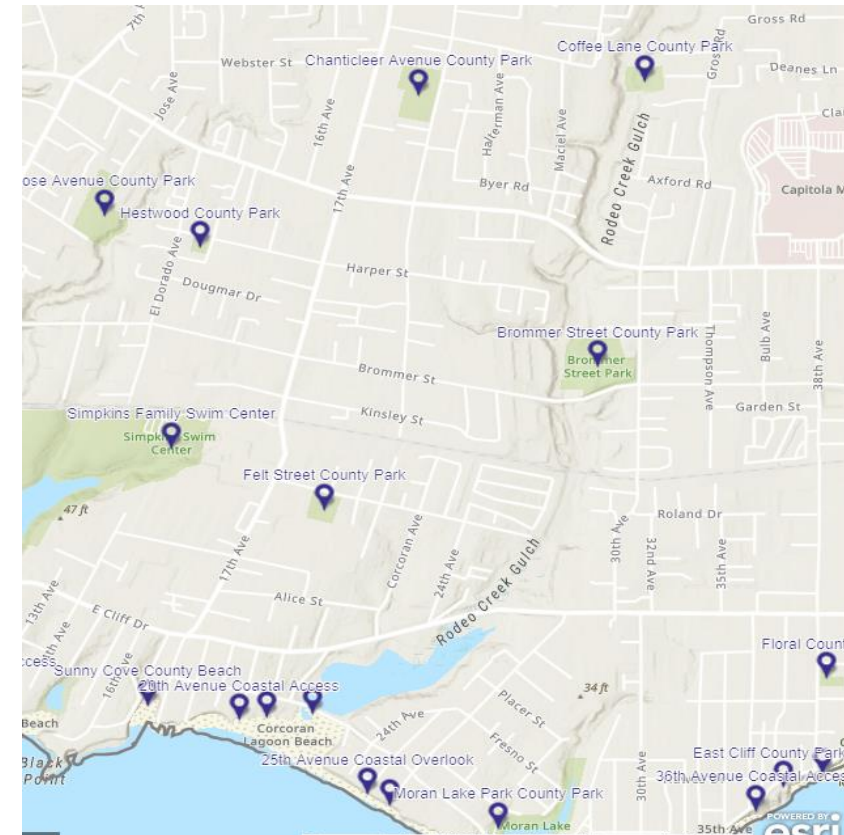 7th
Gross Rd
Coffee Lane County Park
Webster St
Chanticleer Avenue County Park
Gross Rd
Deanes Ln
Jose Ave
16th Ave
Halterman Ave
Maciel Ave
Rodeo Creek Gulch
ose Avenue County Park
17th Ave
Byer Rd
Axford Rd
Capitola M
Hestwood County Park
El Dorado Ave
Harper St
Dougmar Dr
Brommer Street County Park
Brommer
Street Park
Thompson Ave
Bulb Ave
38th Ave
Brommer St
Garden St
Simpkins Family Swim Center
Kinsley St
Simpkins Swim
Center
Felt Street County Park
47 ft
Roland Dr
17th Ave
Corcoran Ave
24th Ave
30th Ave
32nd Ave
35th Ave
Rodeo Creek Gulch
13th Ave
Alice St
E Cliff Dr
Floral Coun
ccess
Sunny Cove County Beach
16th Ave
20th Avenue Coastal Access
34 ft
Placer St
Beach
Corcoran
Lagoon Beach
24th Ave
Fresno St
Black
Point
25th Avenue Coastal Overlook
30th Ave
East Cliff County Park
36th Avenue Coastal Acces
Moran Lake Park County Park
Moran Lake
35th Ave
POWERED BY
esri